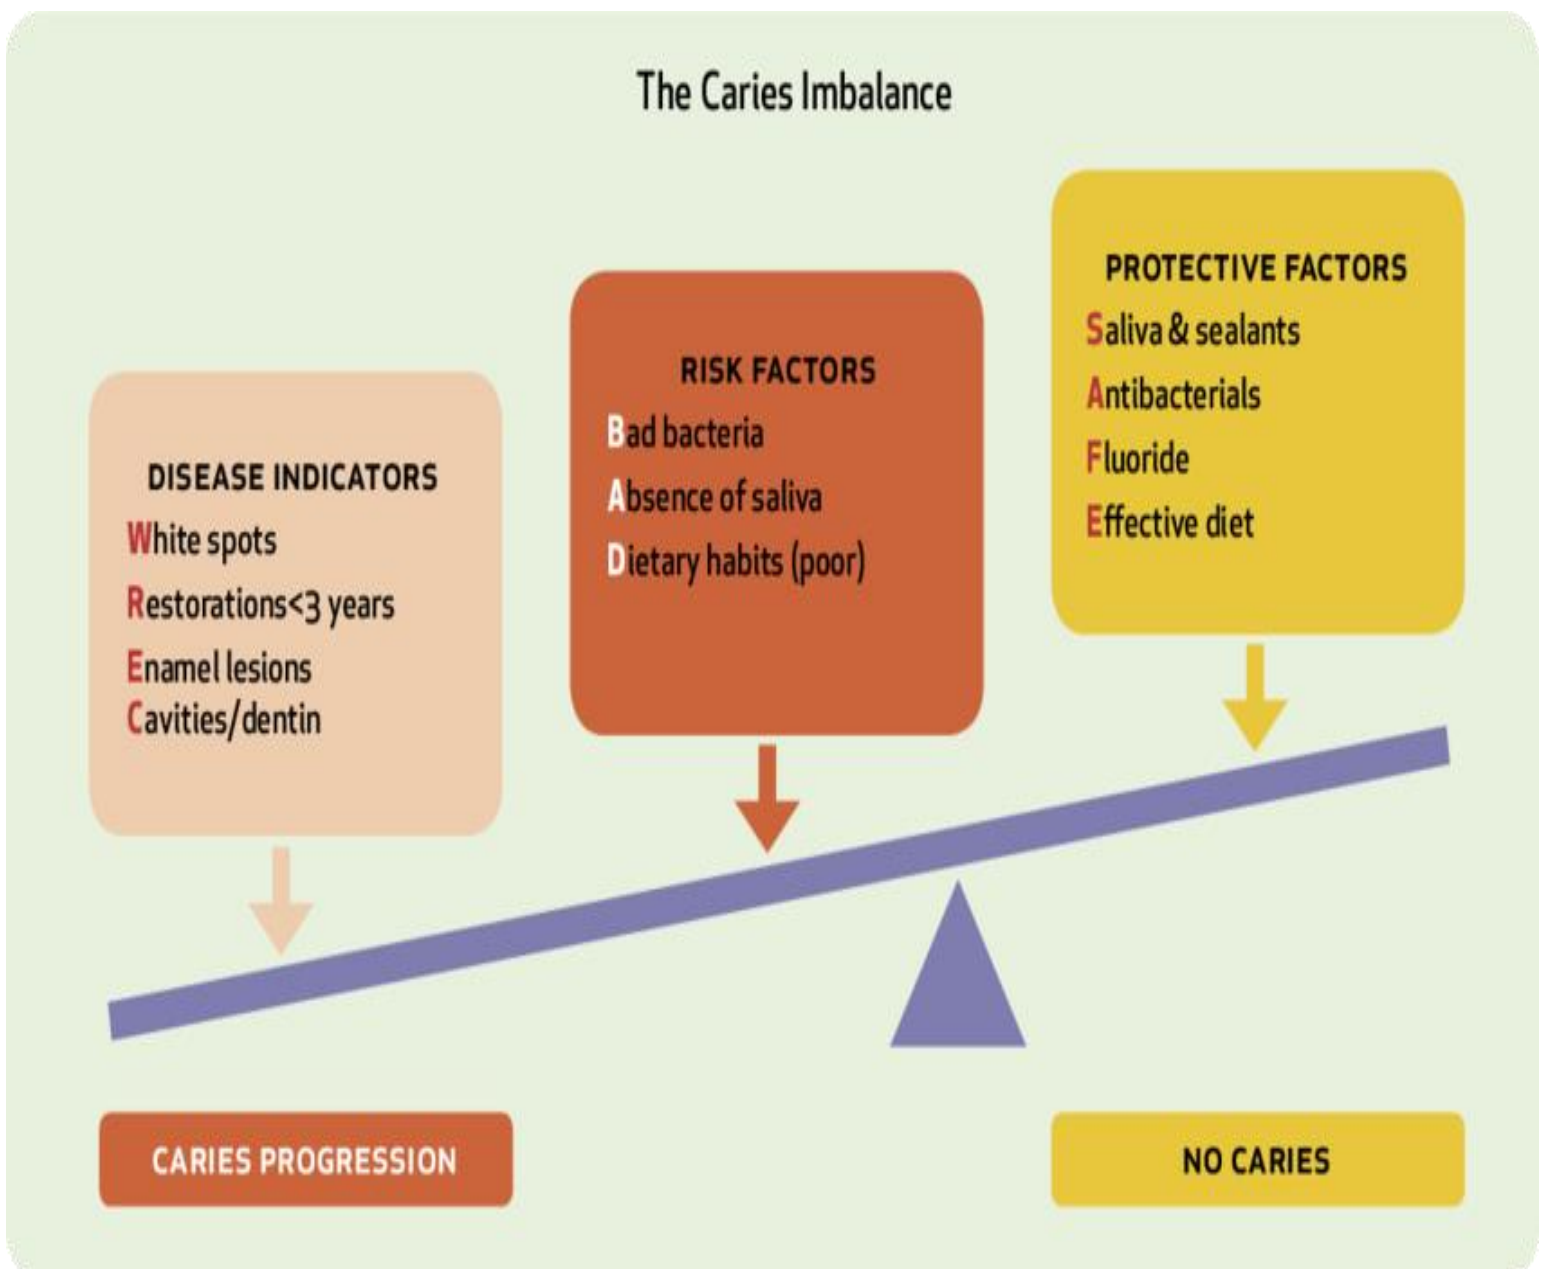 The Caries Imbalance
DISEASE INDICATORS
White spots
Restorations<3 years
Enamel lesions
Cavities/dentin
RISK FACTORS
Bad bacteria
Absence of saliva
Dietary habits (poor)
PROTECTIVE FACTORS
Saliva & sealants
Antibacterials
Fluoride
Effective diet
CARIES PROGRESSION
NO CARIES